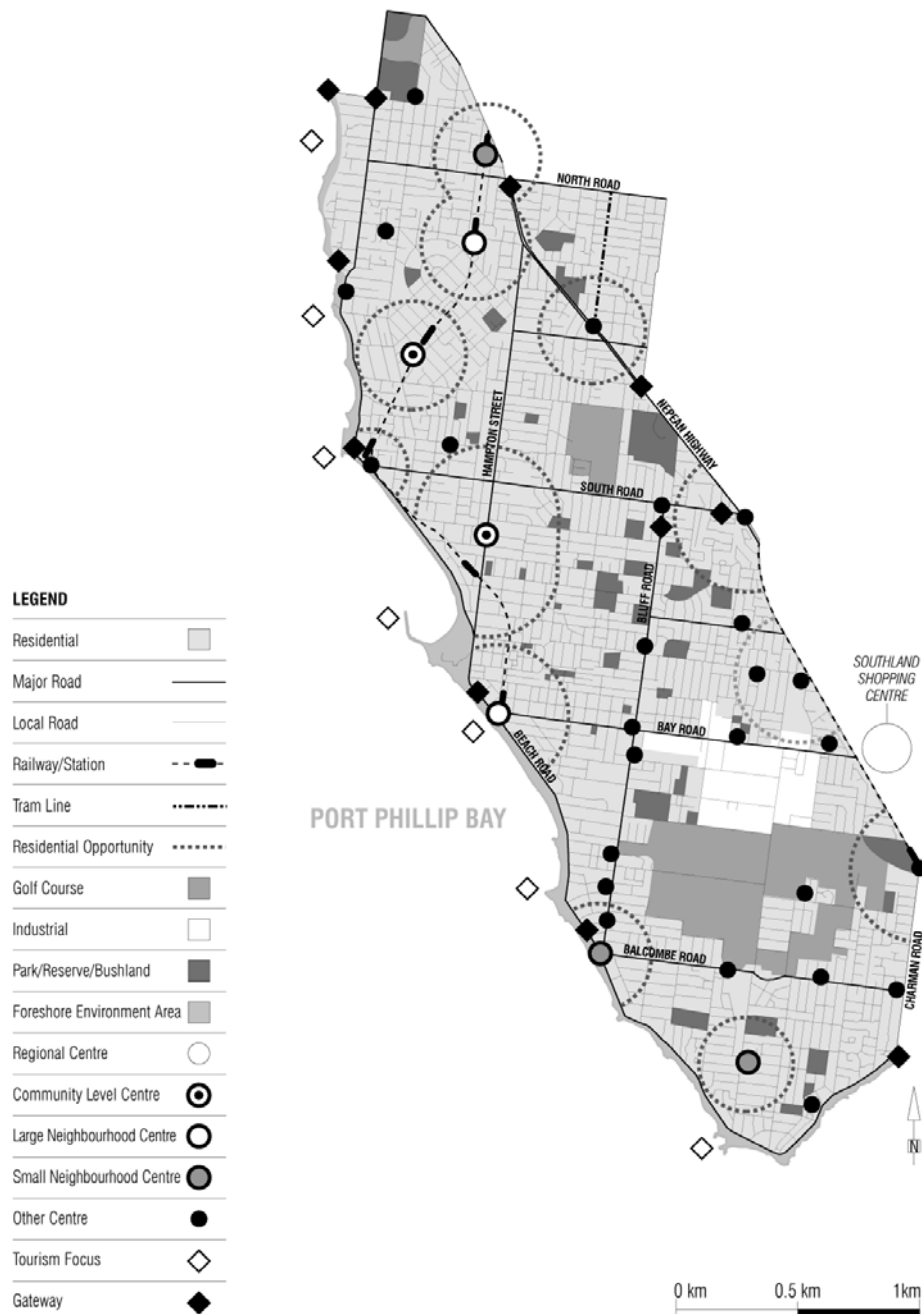 NORTH ROAD
HAMPTON STREET
NEPEAN HIGHWAY
SOUTH ROAD
BLUFF ROAD
SOUTHLAND
SHOPPING
CENTRE
BAY ROAD
BEACH ROAD
PORT PHILLIP BAY
BALCOMBE ROAD
CHARMAN ROAD
N
LEGEND
Residential
Major Road
Local Road
Railway/Station
Tram Line
Residential Opportunity
Golf Course
Industrial
Park/Reserve/Bushland
Foreshore Environment Area
Regional Centre
Community Level Centre
Large Neighbourhood Centre
Small Neighbourhood Centre
Other Centre
Tourism Focus
Gateway
0 km 0.5 km 1km